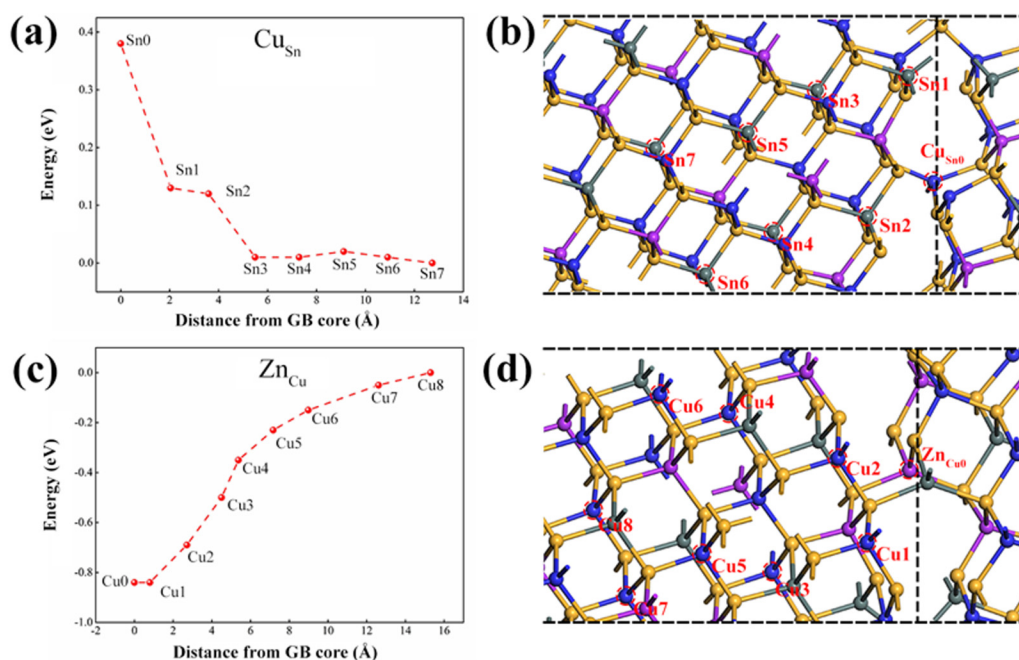 (a)
Cu_Sn
Energy (eV)
0.4
0.3
0.2
0.1
0.0
Sn0
Sn1
Sn2
Sn3
Sn4
Sn5
Sn6
Sn7
0 2 4 6 8 10 12 14
Distance from GB core (Å)
(b)
Sn3
Sn1
Sn5
Sn7
Cu_Sn0
Sn2
Sn4
Sn6
(c)
Zn_Cu
Energy (eV)
0.0
-0.2
-0.4
-0.6
-0.8
-1.0
Cu8
Cu7
Cu6
Cu5
Cu4
Cu3
Cu2
Cu0
Cu1
-2 0 2 4 6 8 10 12 14 16
Distance from GB core (Å)
(d)
Cu6
Cu4
Cu2
Zn_Cu0
Cu8
Cu1
Cu5
Cu3
Cu7